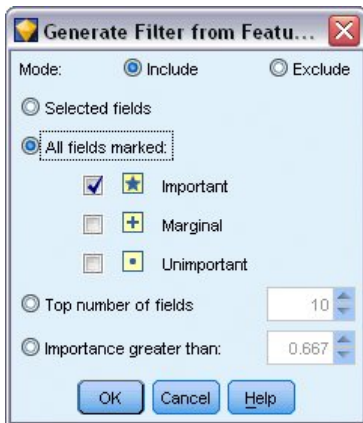 Generate Filter from Featu...
Mode: Include Exclude
Selected fields
All fields marked:
Important
Marginal
Unimportant
Top number of fields 10
Importance greater than: 0.667
OK Cancel Help